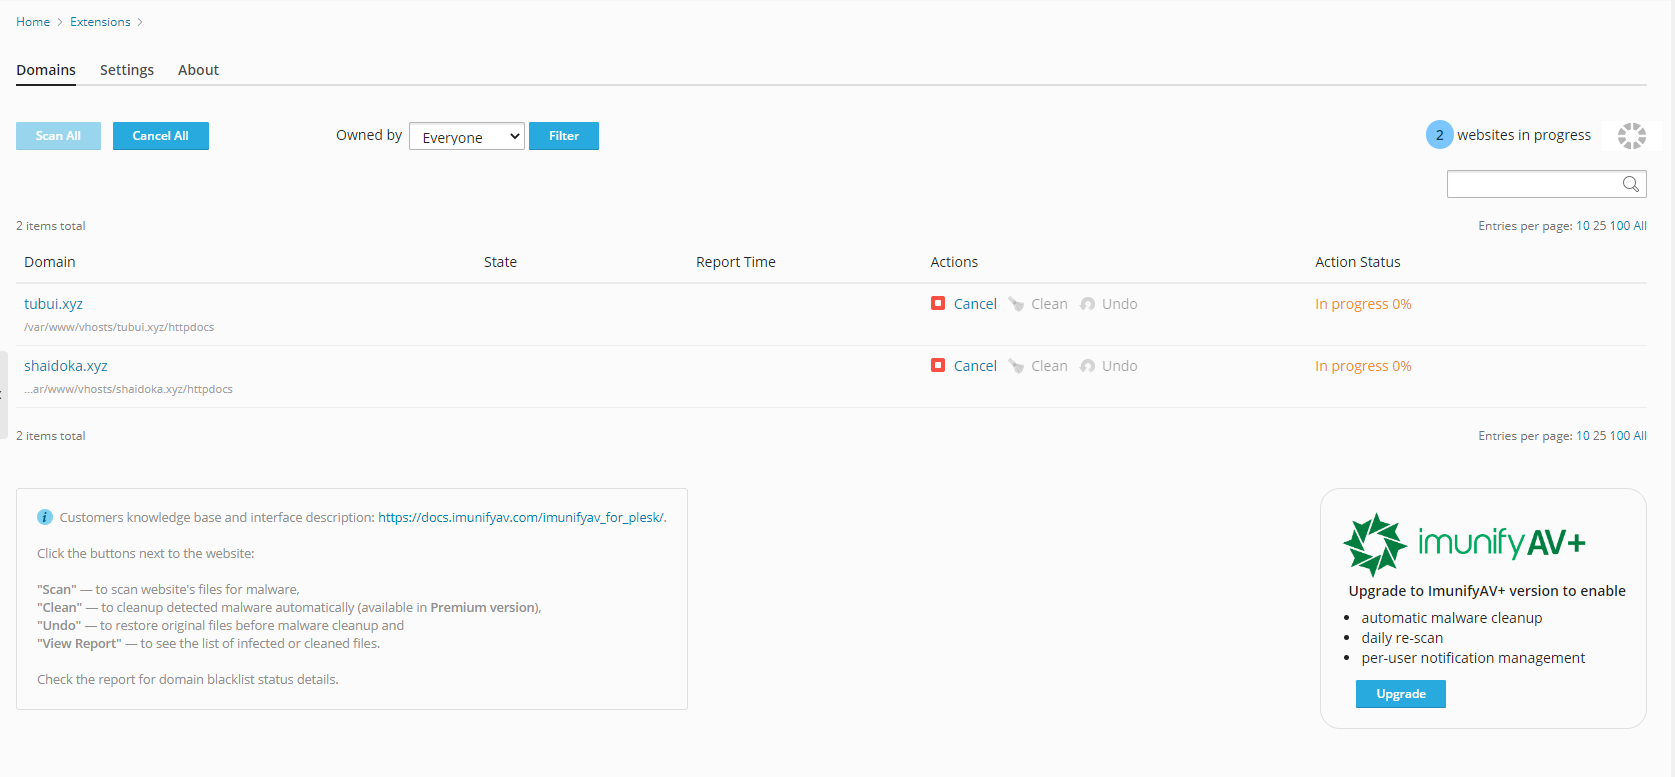 Home > Extensions >
Domains Settings About
Scan All Cancel All Owned by Everyone Filter 2 websites in progress
2 items total Entries per page: 10 25 100 All
Domain State Report Time Actions Action Status
tubui.xyz Cancel Clean Undo In progress 0%
/var/www/vhosts/tubui.xyz/httpdocs
shaidoka.xyz Cancel Clean Undo In progress 0%
...ar/www/vhosts/shaidoka.xyz/httpdocs
2 items total Entries per page: 10 25 100 All
Customers knowledge base and interface description: https://docs.imunifyav.com/imunifyav_for_plesk/.
Click the buttons next to the website:
"Scan" — to scan website's files for malware,
"Clean" — to cleanup detected malware automatically (available in Premium version),
"Undo" — to restore original files before malware cleanup and
"View Report" — to see the list of infected or cleaned files.
Check the report for domain blacklist status details.
imunifyAV+
Upgrade to ImunifyAV+ version to enable
• automatic malware cleanup
• daily re-scan
• per-user notification management
Upgrade